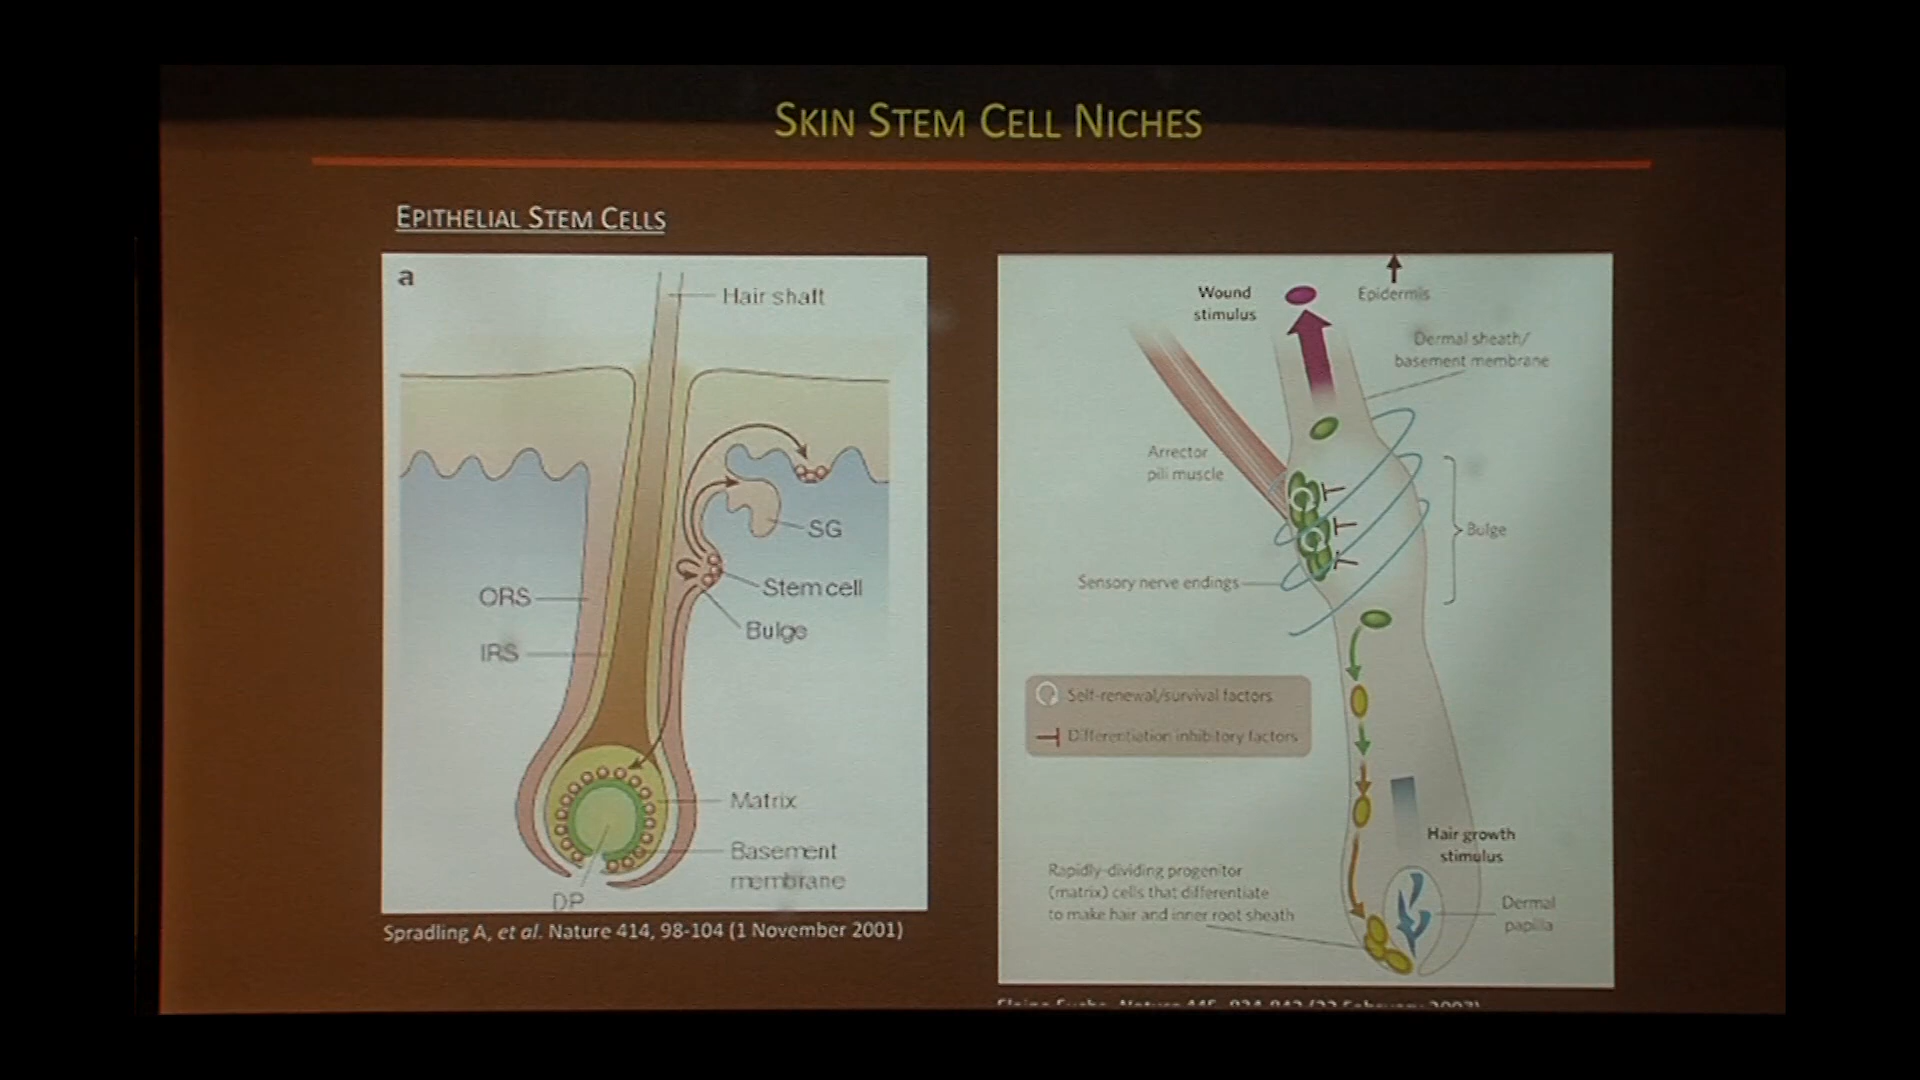 SKIN STEM CELL NICHES
EPITHELIAL STEM CELLS
a
Hair shaft
SG
Stem cell
Bulge
ORS
IRS
Matrix
Basement
membrane
DP
Spradling A, et al. Nature 414, 98-104 (1 November 2001)
Wound
stimulus
Epidermis
Dermal sheath/
basement membrane
Arrector
pili muscle
Bulge
Sensory nerve endings
Self-renewal/survival factors
Differentiation inhibitory factors
Hair growth
stimulus
Rapidly-dividing progenitor
(matrix) cells that differentiate
to make hair and inner root sheath
Dermal
papilla